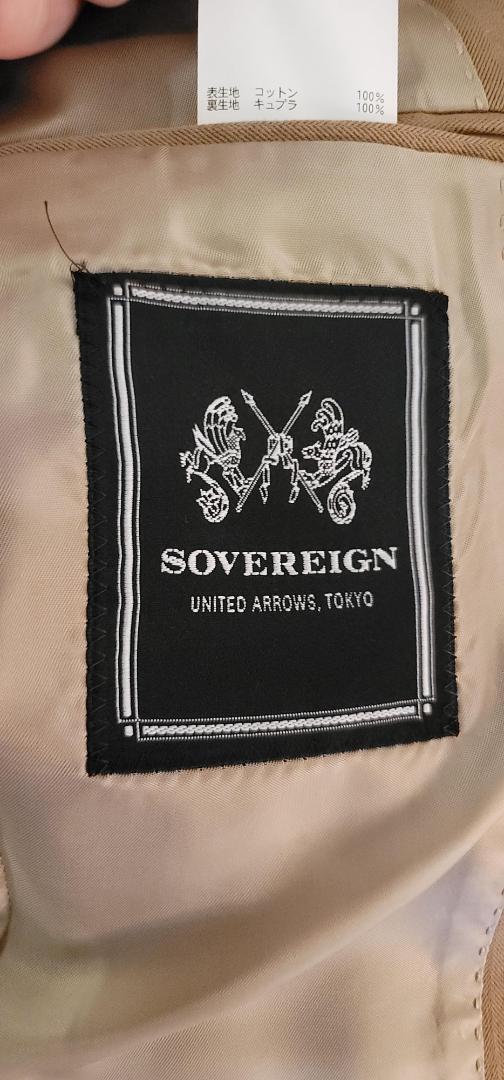 表生地 コットン 100%
裏生地 キュプラ 100%
SOVEREIGN
UNITED ARROWS, TOKYO